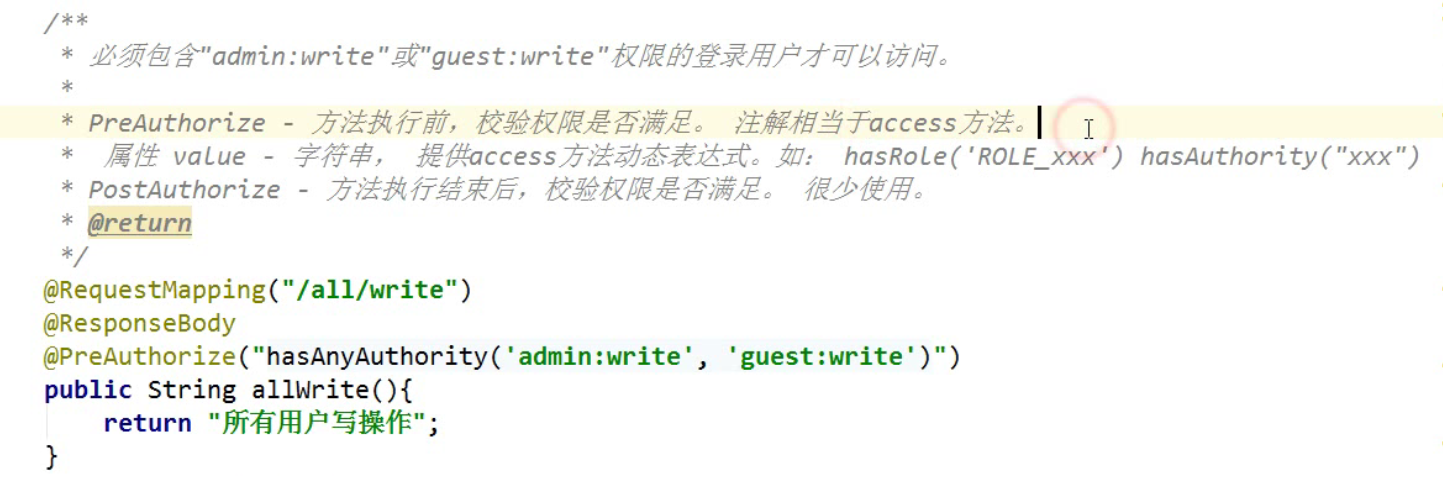 /**
 * 必须包含"admin:write"或"guest:write"权限的登录用户才可以访问。
 *
 * PreAuthorize - 方法执行前，校验权限是否满足。 注解相当于access方法。
 *  属性 value - 字符串， 提供access方法动态表达式。如： hasRole('ROLE_xxx') hasAuthority("xxx")
 * PostAuthorize - 方法执行结束后，校验权限是否满足。 很少使用。
 * @return
 */
@RequestMapping("/all/write")
@ResponseBody
@PreAuthorize("hasAnyAuthority('admin:write', 'guest:write')")
public String allWrite(){
    return "所有用户写操作";
}